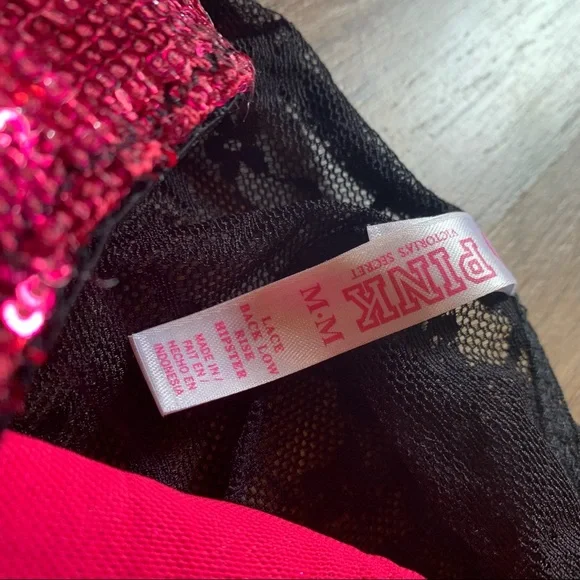 VICTORIA'S SECRET
PINK
M·M
LACE
BACK LOW
RISE
HIPSTER
MADE IN /
FAIT EN /
HECHO EN
INDONESIA